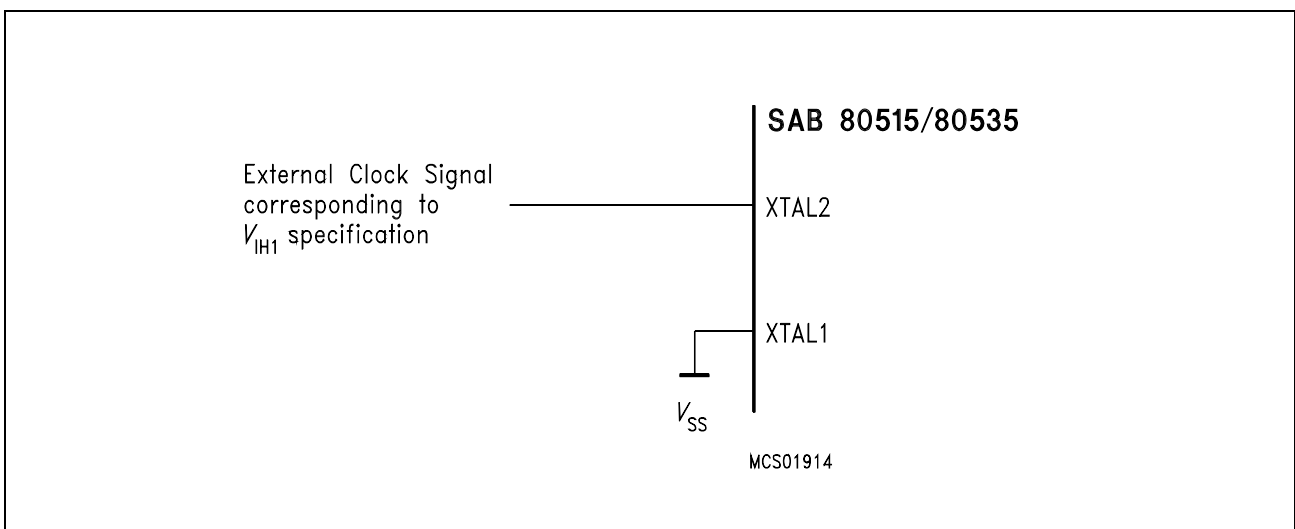 SAB 80515/80535
External Clock Signal
corresponding to
V_IH1 specification
XTAL2
XTAL1
V_SS
MCS01914